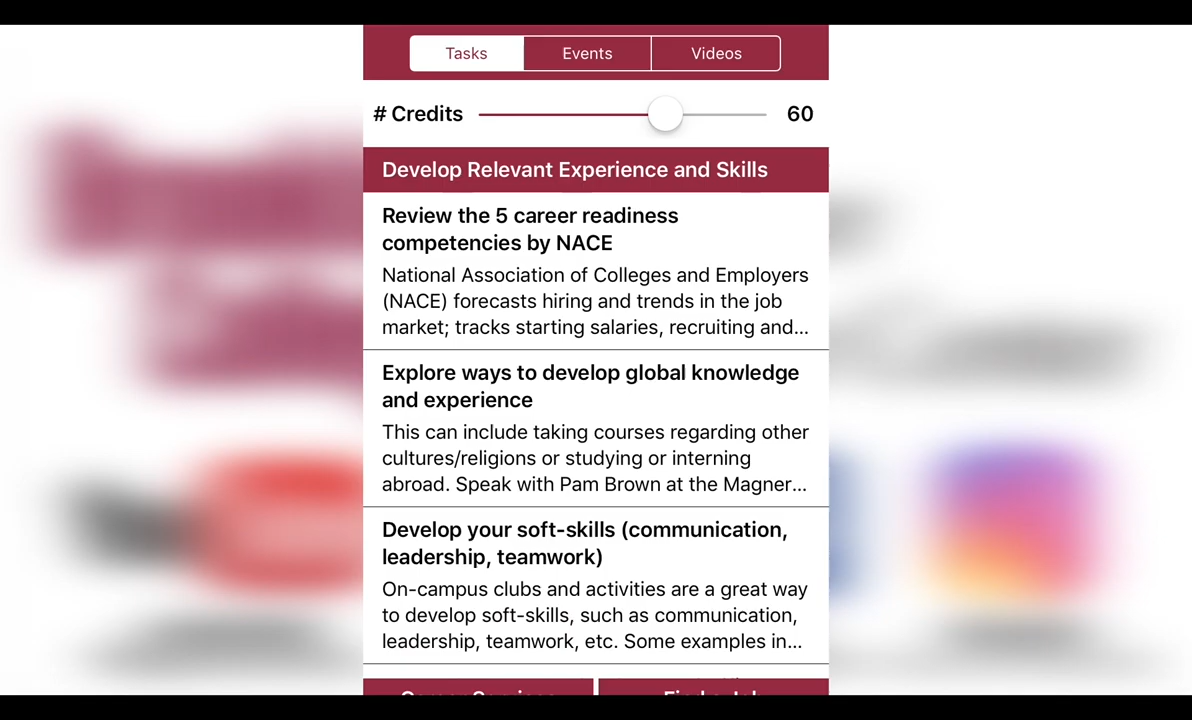 Tasks
Events
Videos
# Credits
60
Develop Relevant Experience and Skills
Review the 5 career readiness
competencies by NACE
National Association of Colleges and Employers
(NACE) forecasts hiring and trends in the job
market; tracks starting salaries, recruiting and...
Explore ways to develop global knowledge
and experience
This can include taking courses regarding other
cultures/religions or studying or interning
abroad. Speak with Pam Brown at the Magner...
Develop your soft-skills (communication,
leadership, teamwork)
On-campus clubs and activities are a great way
to develop soft-skills, such as communication,
leadership, teamwork, etc. Some examples in...